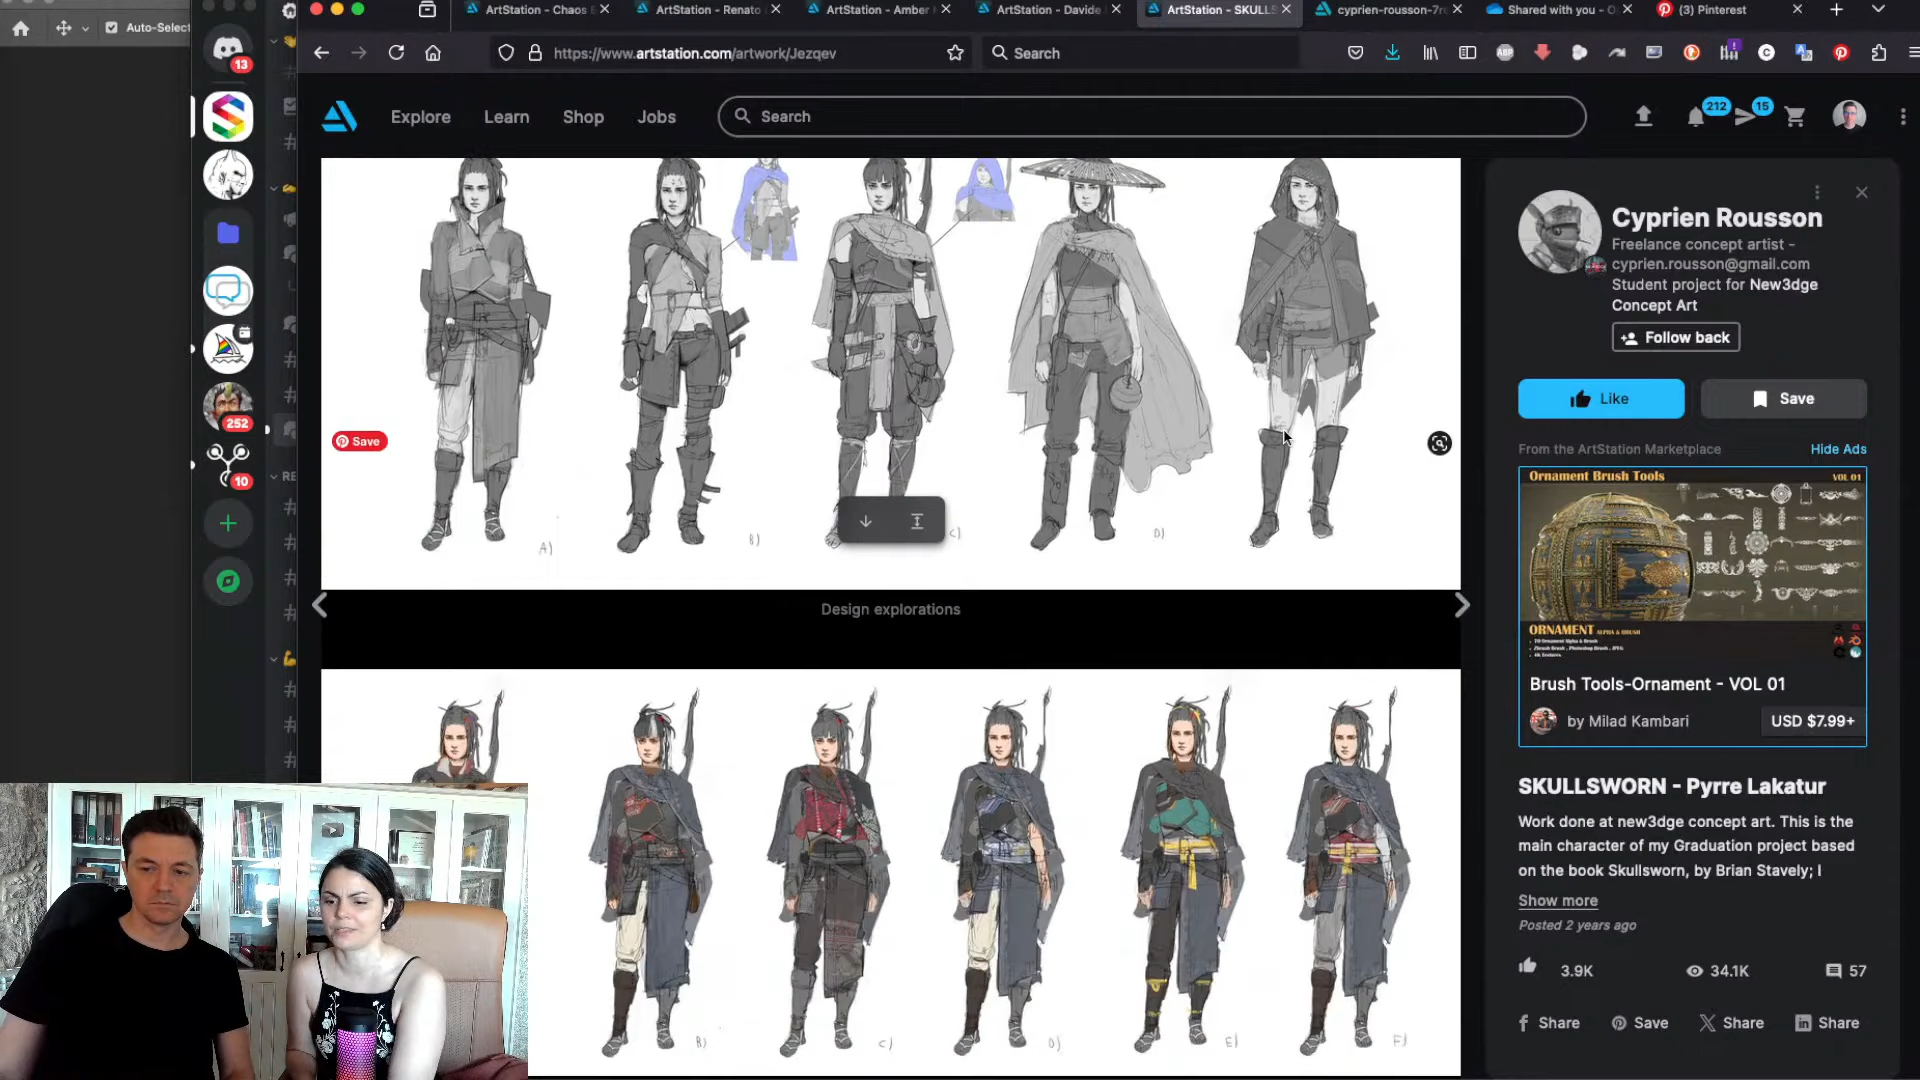 Auto-Select
ArtStation - Chaos
ArtStation - Renato
ArtStation - Amber
ArtStation - Davide
ArtStation - SKULLS
cyprien-rousson-7
Shared with you - O
(3) Pinterest
https://www.artstation.com/artwork/Jezqev
Search
ABP
Explore
Learn
Shop
Jobs
Search
212
15
13
252
10
RE
Save
A)
B)
C)
D)
Design explorations
B)
C)
D)
E)
F)
Cyprien Rousson
Freelance concept artist -
cyprien.rousson@gmail.com
Student project for New3dge
Concept Art
Follow back
Like
Save
From the ArtStation Marketplace
Hide Ads
Ornament Brush Tools
VOL 01
ORNAMENT ALPHA & BRUSH
Brush Tools-Ornament - VOL 01
by Milad Kambari
USD $7.99+
SKULLSWORN - Pyrre Lakatur
Work done at new3dge concept art. This is the
main character of my Graduation project based
on the book Skullsworn, by Brian Stavely; I
Show more
Posted 2 years ago
3.9K
34.1K
57
Share
Save
Share
Share